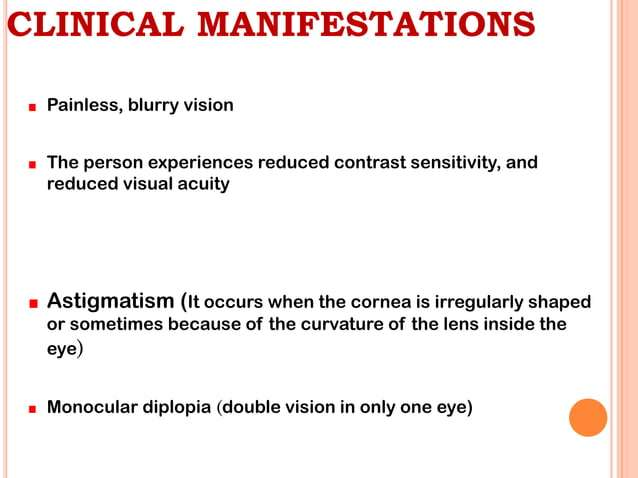 CLINICAL MANIFESTATIONS
Painless, blurry vision
The person experiences reduced contrast sensitivity, and
reduced visual acuity
Astigmatism (It occurs when the cornea is irregularly shaped
or sometimes because of the curvature of the lens inside the
eye)
Monocular diplopia (double vision in only one eye)